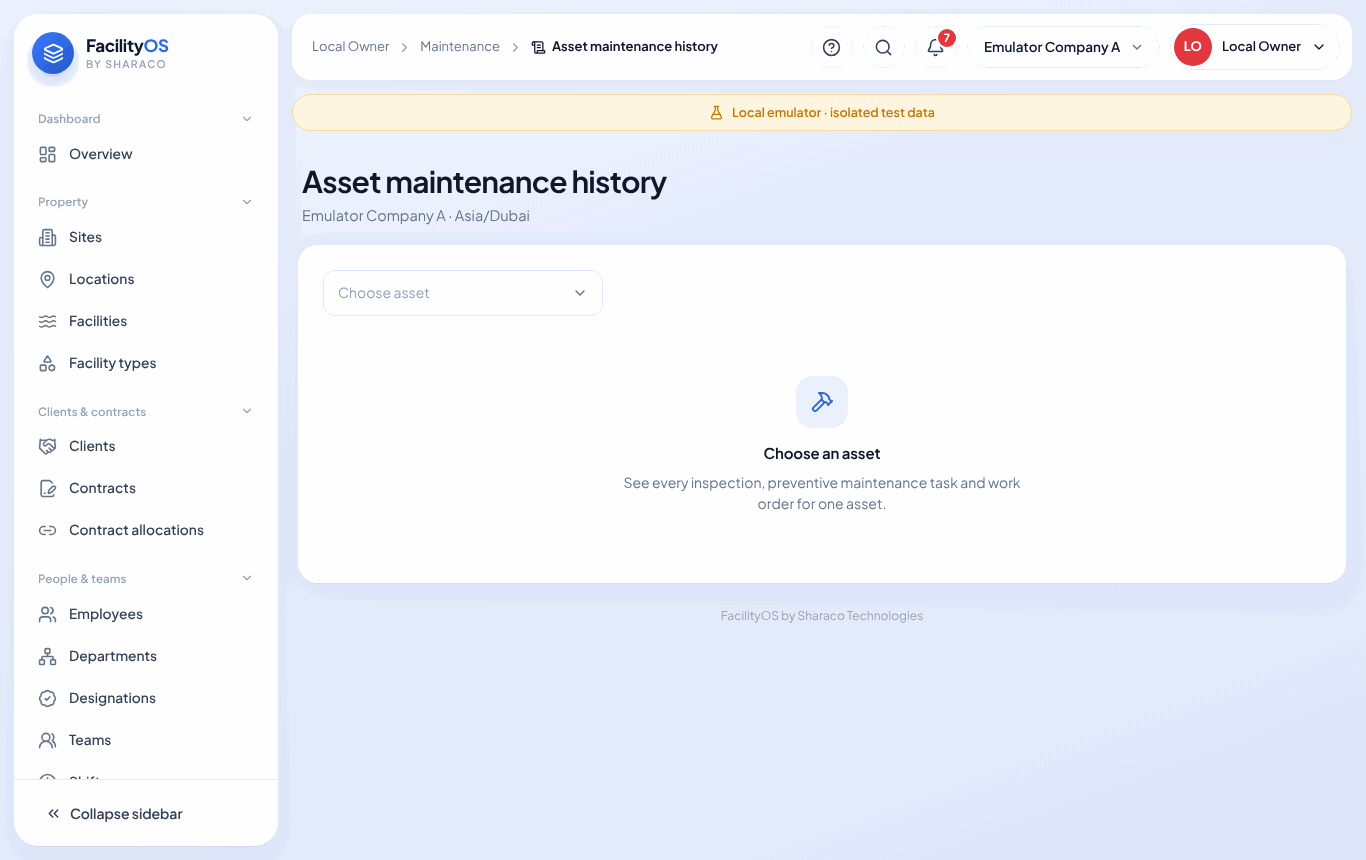 FacilityOS
BY SHARACO
Dashboard
Overview
Property
Sites
Locations
Facilities
Facility types
Clients & contracts
Clients
Contracts
Contract allocations
People & teams
Employees
Departments
Designations
Teams
Collapse sidebar
Local Owner
Maintenance
Asset maintenance history
7
Emulator Company A
LO
Local Owner
Local emulator · isolated test data
Asset maintenance history
Emulator Company A · Asia/Dubai
Choose asset
Choose an asset
See every inspection, preventive maintenance task and work
order for one asset.
FacilityOS by Sharaco Technologies